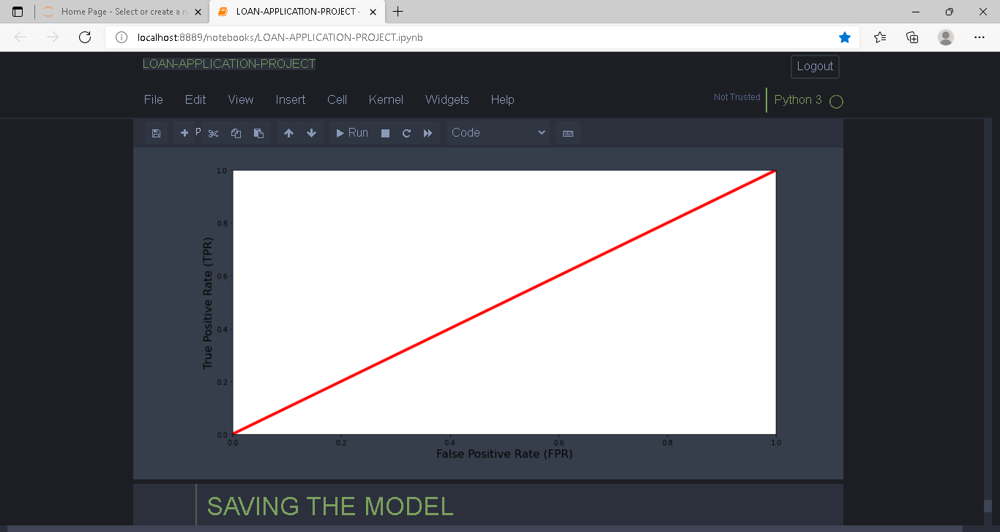 Home Page - Select or create a n
LOAN-APPLICATION-PROJECT -
localhost:8889/notebooks/LOAN-APPLICATION-PROJECT.ipynb
LOAN-APPLICATION-PROJECT
Logout
File Edit View Insert Cell Kernel Widgets Help
Not Trusted
Python 3
p
Run
Code
1.0
0.8
0.6
0.4
0.2
0.0
True Positive Rate (TPR)
0.0 0.2 0.4 0.6 0.8 1.0
False Positive Rate (FPR)
SAVING THE MODEL